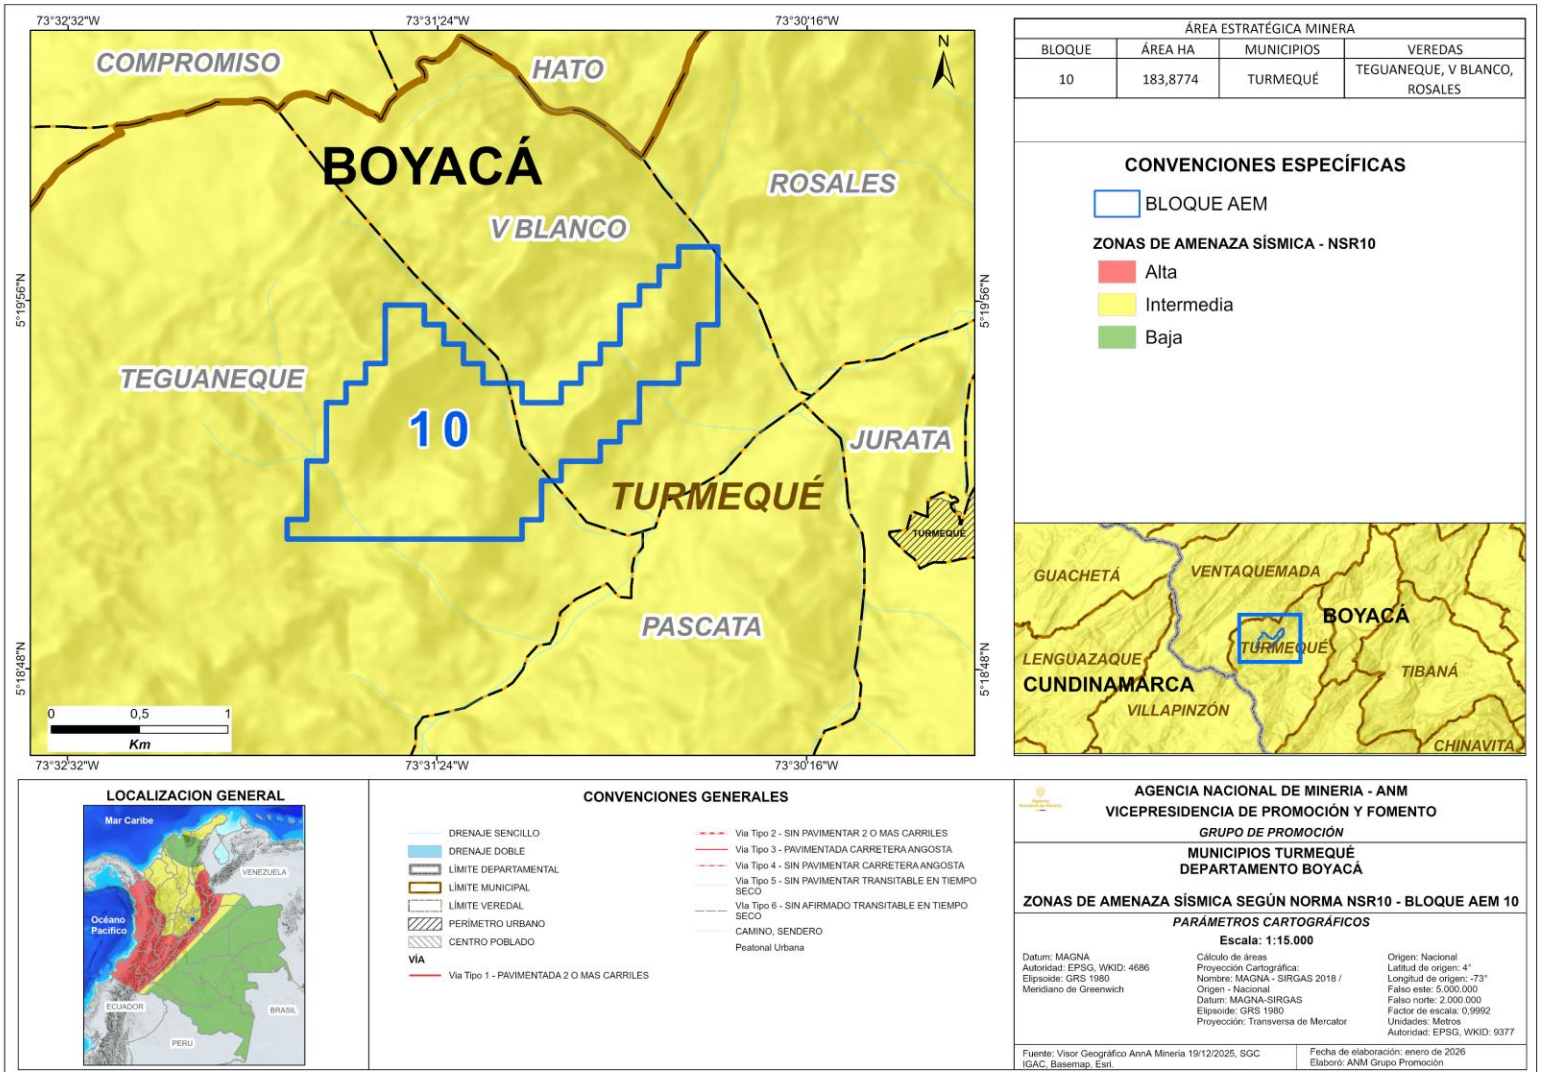 73°32'32"W
73°31'24"W
73°30'16"W
COMPROMISO
HATO
N
BOYACÁ
ROSALES
V BLANCO
5°19'56"N
5°19'56"N
TEGUANEQUE
10
JURATA
TURMEQUÉ
TURMEQUÉ
PASCATA
5°18'48"N
5°18'48"N
0 0,5 1
Km
73°32'32"W
73°31'24"W
73°30'16"W
ÁREA ESTRATÉGICA MINERA
BLOQUE ÁREA HA MUNICIPIOS VEREDAS
10 183,8774 TURMEQUÉ TEGUANEQUE, V BLANCO,
ROSALES
CONVENCIONES ESPECÍFICAS
BLOQUE AEM
ZONAS DE AMENAZA SÍSMICA - NSR10
Alta
Intermedia
Baja
GUACHETÁ
VENTAQUEMADA
BOYACÁ
TURMEQUÉ
LENGUAZAQUE
TIBANÁ
CUNDINAMARCA
VILLAPINZÓN
CHINAVITA
LOCALIZACION GENERAL
Mar Caribe
VENEZUELA
Océano
Pacífico
ECUADOR
BRASIL
PERU
CONVENCIONES GENERALES
DRENAJE SENCILLO
DRENAJE DOBLE
LÍMITE DEPARTAMENTAL
LÍMITE MUNICIPAL
LÍMITE VEREDAL
PERÍMETRO URBANO
CENTRO POBLADO
VÍA
Via Tipo 1 - PAVIMENTADA 2 O MAS CARRILES
Via Tipo 2 - SIN PAVIMENTAR 2 O MAS CARRILES
Via Tipo 3 - PAVIMENTADA CARRETERA ANGOSTA
Via Tipo 4 - SIN PAVIMENTAR CARRETERA ANGOSTA
Via Tipo 5 - SIN PAVIMENTAR TRANSITABLE EN TIEMPO
SECO
Via Tipo 6 - SIN AFIRMADO TRANSITABLE EN TIEMPO
SECO
CAMINO, SENDERO
Peatonal Urbana
AGENCIA NACIONAL DE MINERIA - ANM
VICEPRESIDENCIA DE PROMOCIÓN Y FOMENTO
GRUPO DE PROMOCIÓN
MUNICIPIOS TURMEQUÉ
DEPARTAMENTO BOYACÁ
ZONAS DE AMENAZA SÍSMICA SEGÚN NORMA NSR10 - BLOQUE AEM 10
PARÁMETROS CARTOGRÁFICOS
Escala: 1:15.000
Datum: MAGNA
Autoridad: EPSG, WKID: 4686
Elipsoide: GRS 1980
Meridiano de Greenwich
Cálculo de áreas
Proyección Cartográfica:
Nombre: MAGNA - SIRGAS 2018 /
Origen - Nacional
Datum: MAGNA-SIRGAS
Elipsoide: GRS 1980
Proyección: Transversa de Mercator
Origen: Nacional
Latitud de origen: 4°
Longitud de origen: -73°
Falso este: 5.000.000
Falso norte: 2.000.000
Factor de escala: 0,9992
Unidades: Metros
Autoridad: EPSG, WKID: 9377
Fuente: Visor Geográfico AnnA Mineria 19/12/2025, SGC
IGAC, Basemap, Esri.
Fecha de elaboración: enero de 2026
Elaboró: ANM Grupo Promoción